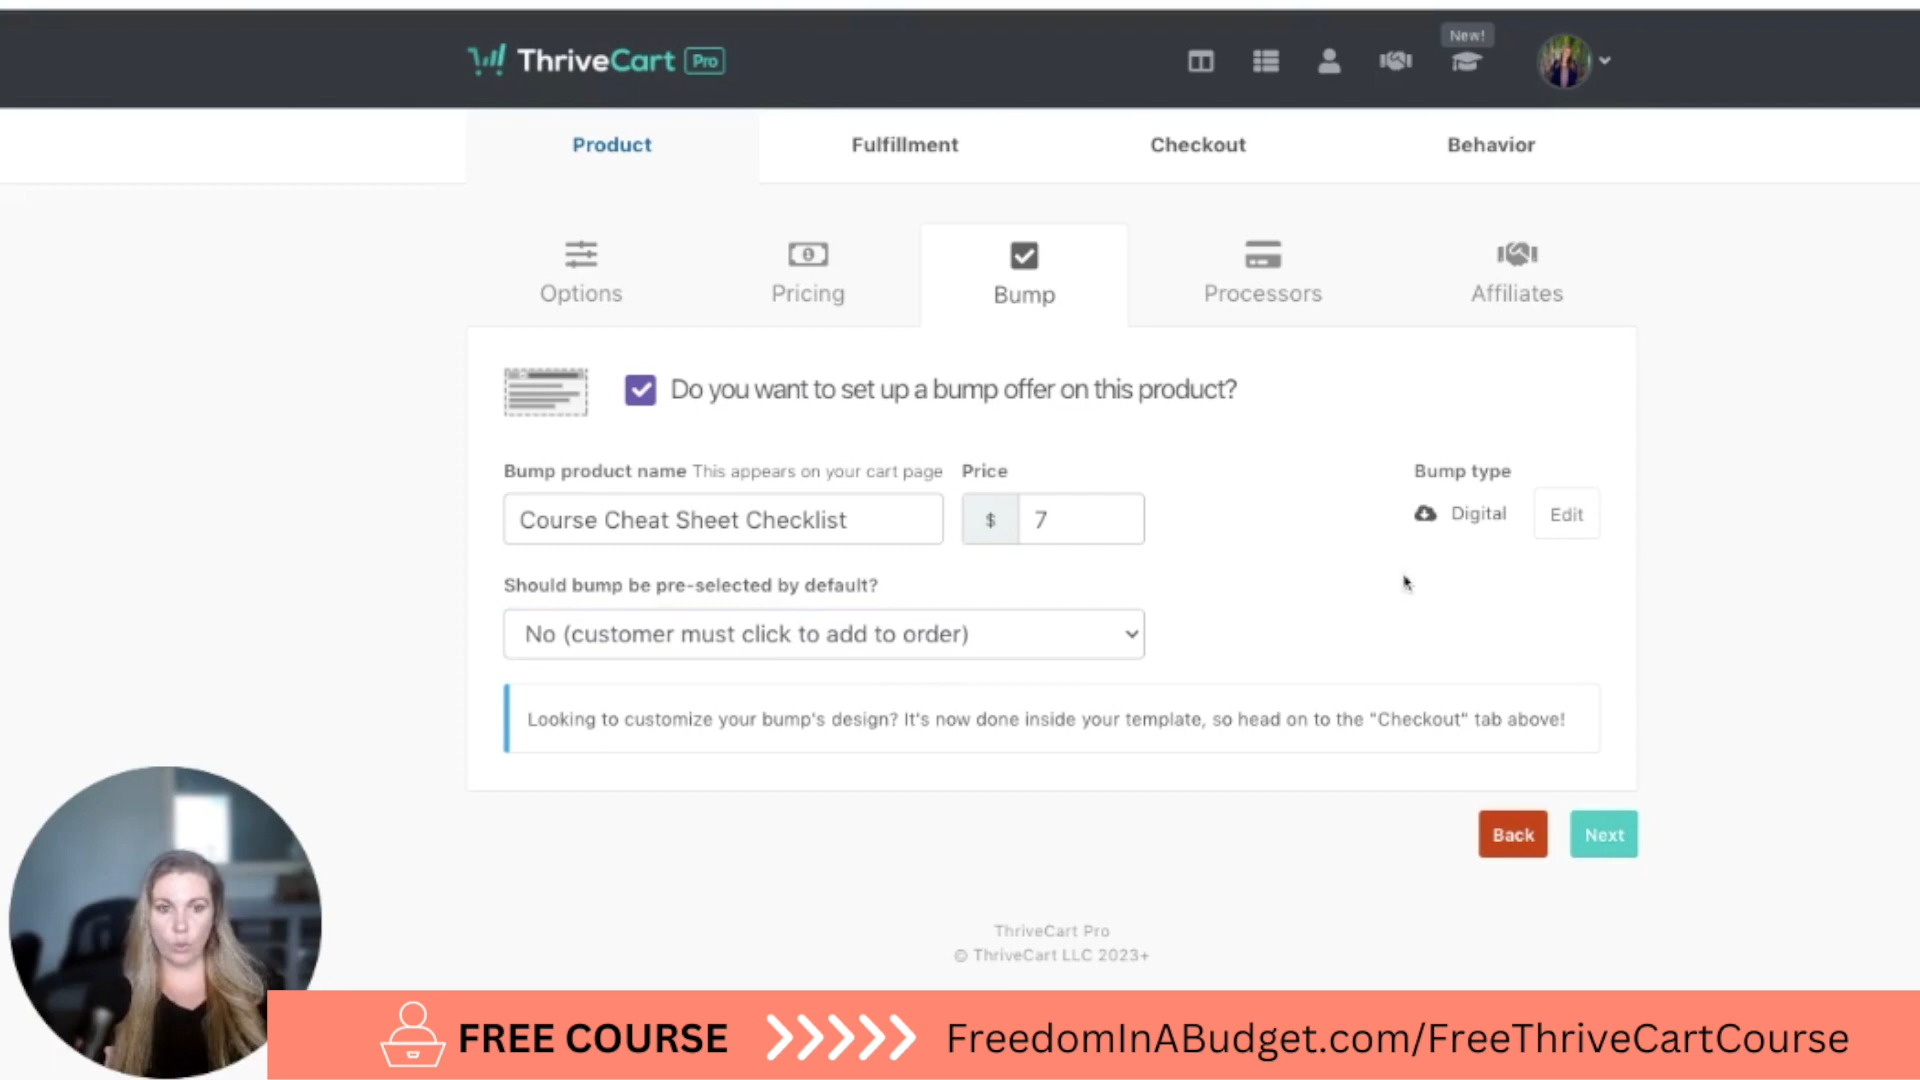 ThriveCart Pro
New!
Product
Fulfillment
Checkout
Behavior
Options
Pricing
Bump
Processors
Affiliates
Do you want to set up a bump offer on this product?
Bump product name This appears on your cart page
Price
Bump type
Course Cheat Sheet Checklist
$
7
Digital
Edit
Should bump be pre-selected by default?
No (customer must click to add to order)
Looking to customize your bump's design? It's now done inside your template, so head on to the "Checkout" tab above!
Back
Next
ThriveCart Pro
© ThriveCart LLC 2023+
FREE COURSE
FreedomInABudget.com/FreeThriveCartCourse